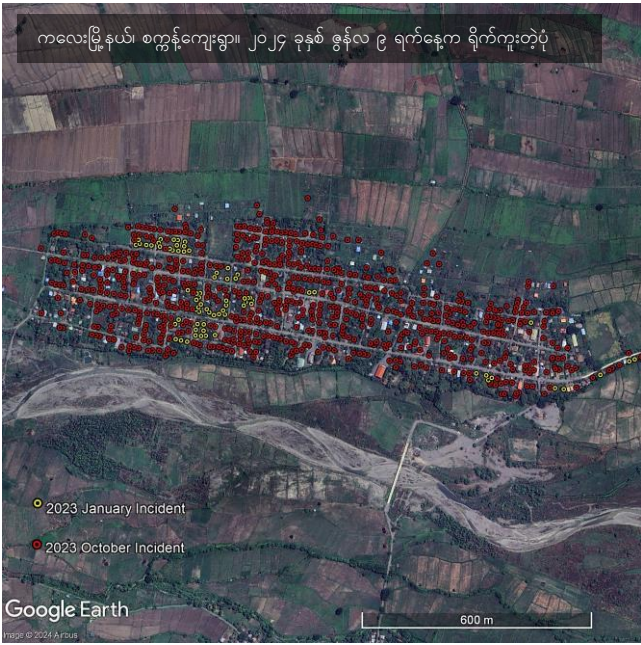 ကလေးမြို့နယ်၊ စက္ကန့်ကျေးရွာ။ ၂၀၂၄ ခုနှစ် ဇွန်လ ၉ ရက်နေ့က ရိုက်ကူးတဲ့ပုံ
2023 January Incident
2023 October Incident
Google Earth
600 m
Image © 2024 Airbus